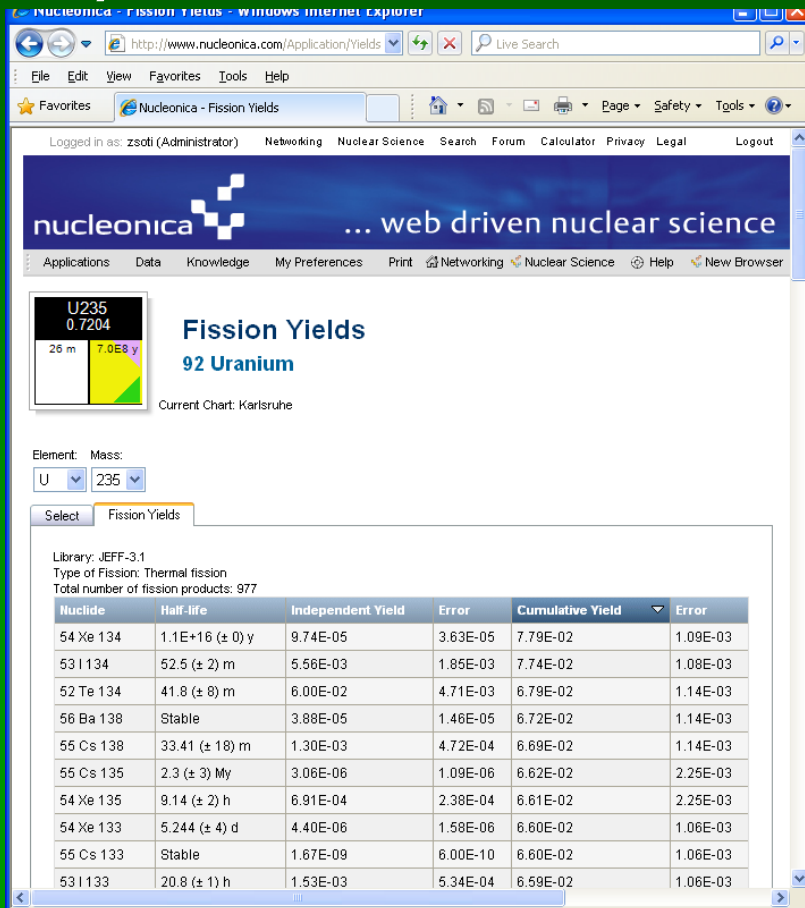 Nucleonica - Fission Yields - Windows Internet Explorer
http://www.nucleonica.com/Application/Yields Live Search
File Edit View Favorites Tools Help
Favorites Nucleonica - Fission Yields Page Safety Tools
Logged in as: zsoti (Administrator) Networking Nuclear Science Search Forum Calculator Privacy Legal Logout
nucleonica ... web driven nuclear science
Applications Data Knowledge My Preferences Print Networking Nuclear Science Help New Browser
U235
0.7204
26 m 7.0E8 y
Fission Yields
92 Uranium
Current Chart: Karlsruhe
Element: Mass:
U 235
Select Fission Yields
Library: JEFF-3.1
Type of Fission: Thermal fission
Total number of fission products: 977
Nuclide Half-life Independent Yield Error Cumulative Yield Error
54 Xe 134 1.1E+16 (± 0) y 9.74E-05 3.63E-05 7.79E-02 1.09E-03
53 I 134 52.5 (± 2) m 5.56E-03 1.85E-03 7.74E-02 1.08E-03
52 Te 134 41.8 (± 8) m 6.00E-02 4.71E-03 6.79E-02 1.14E-03
56 Ba 138 Stable 3.88E-05 1.46E-05 6.72E-02 1.14E-03
55 Cs 138 33.41 (± 18) m 1.30E-03 4.72E-04 6.69E-02 1.14E-03
55 Cs 135 2.3 (± 3) My 3.06E-06 1.09E-06 6.62E-02 2.25E-03
54 Xe 135 9.14 (± 2) h 6.91E-04 2.38E-04 6.61E-02 2.25E-03
54 Xe 133 5.244 (± 4) d 4.40E-06 1.58E-06 6.60E-02 1.06E-03
55 Cs 133 Stable 1.67E-09 6.00E-10 6.60E-02 1.06E-03
53 I 133 20.8 (± 1) h 1.53E-03 5.34E-04 6.59E-02 1.06E-03